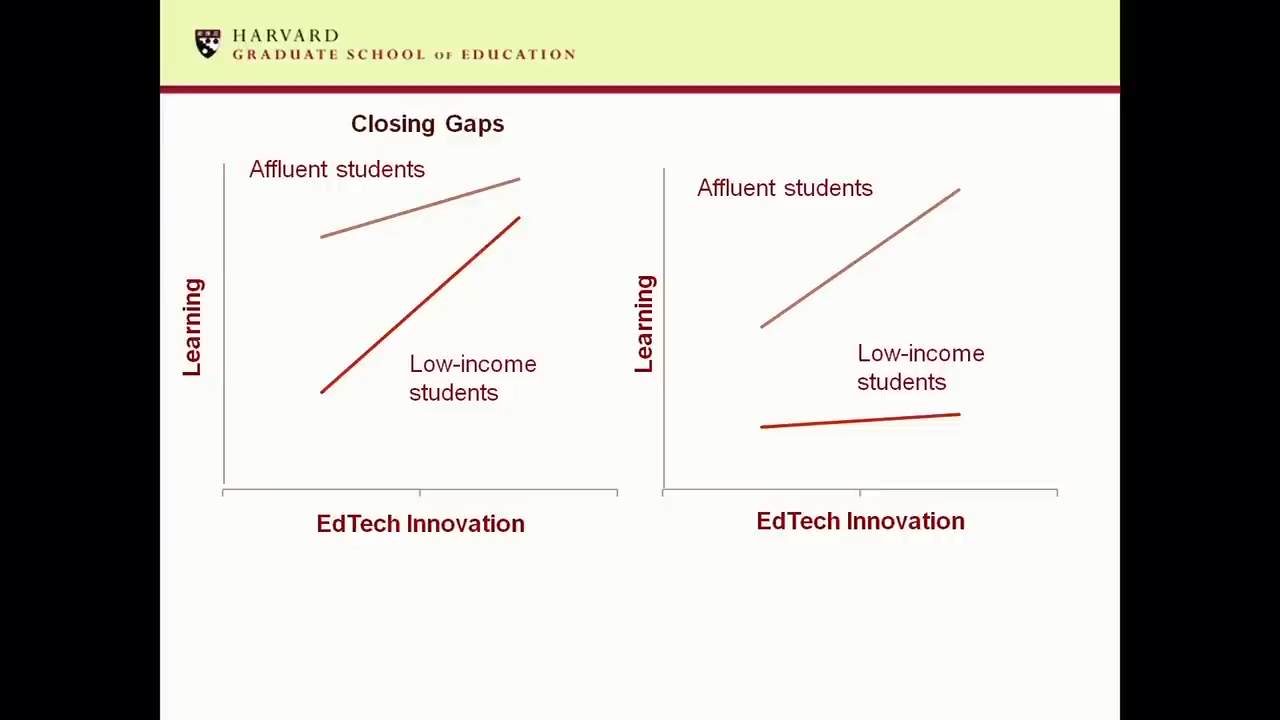 HARVARD
GRADUATE SCHOOL OF EDUCATION
Closing Gaps
Affluent students
Learning
Low-income
students
EdTech Innovation
Affluent students
Learning
Low-income
students
EdTech Innovation